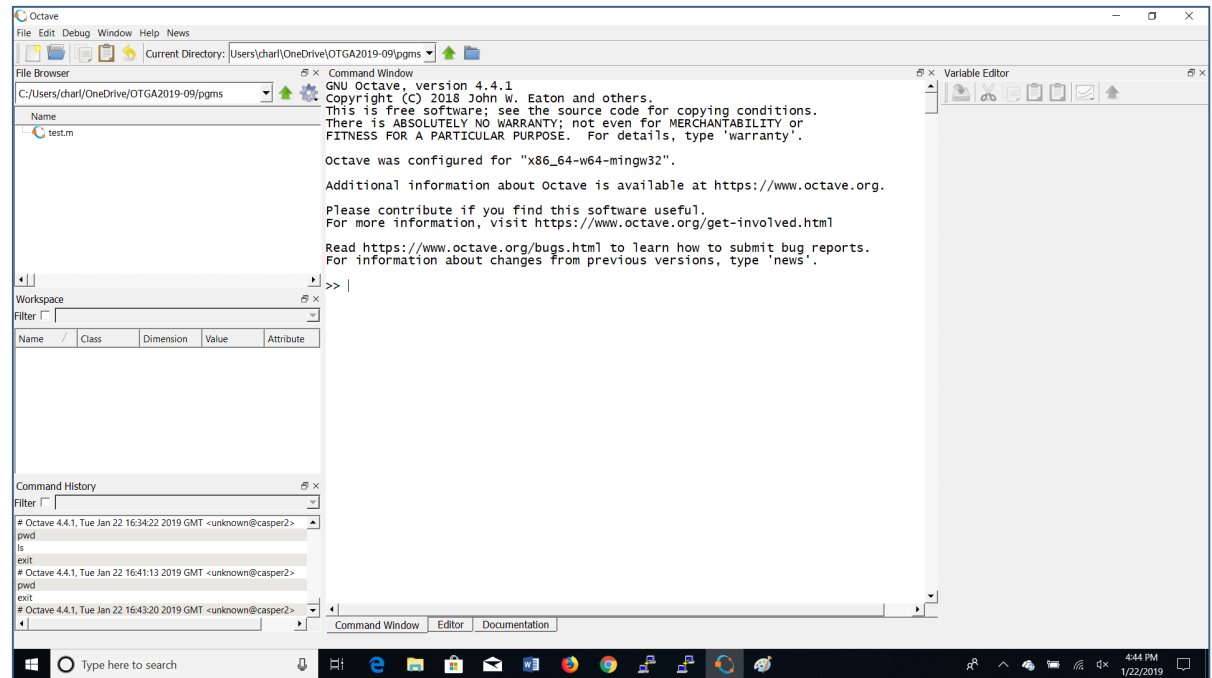 Octave
File Edit Debug Window Help News
Current Directory: Users\charl\OneDrive\OTGA2019-09\pgms
File Browser
C:/Users/charl/OneDrive/OTGA2019-09/pgms
Name
test.m
Workspace
Filter
Name Class Dimension Value Attribute
Command History
Filter
# Octave 4.4.1, Tue Jan 22 16:34:22 2019 GMT <unknown@casper2>
pwd
ls
exit
# Octave 4.4.1, Tue Jan 22 16:41:13 2019 GMT <unknown@casper2>
pwd
exit
# Octave 4.4.1, Tue Jan 22 16:43:20 2019 GMT <unknown@casper2>
Command Window
GNU Octave, version 4.4.1
Copyright (C) 2018 John W. Eaton and others.
This is free software; see the source code for copying conditions.
There is ABSOLUTELY NO WARRANTY; not even for MERCHANTABILITY or
FITNESS FOR A PARTICULAR PURPOSE.  For details, type 'warranty'.
Octave was configured for "x86_64-w64-mingw32".
Additional information about Octave is available at https://www.octave.org.
Please contribute if you find this software useful.
For more information, visit https://www.octave.org/get-involved.html
Read https://www.octave.org/bugs.html to learn how to submit bug reports.
For information about changes from previous versions, type 'news'.
>> |
Command Window Editor Documentation
Variable Editor
Type here to search
4:44 PM
1/22/2019